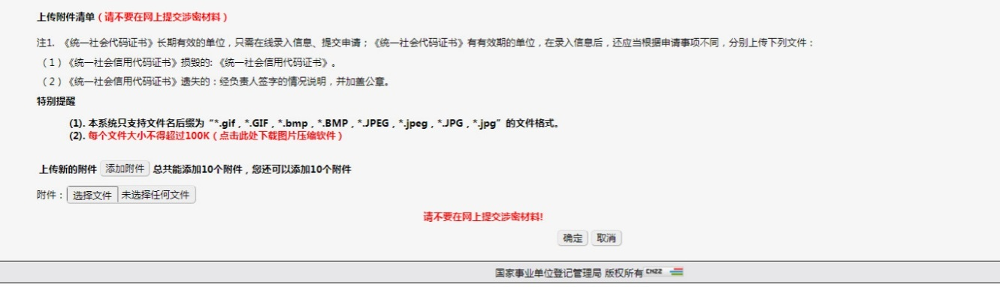 上传附件清单（请不要在网上提交涉密材料）
注1. 《统一社会代码证书》长期有效的单位，只需在线录入信息、提交申请；《统一社会代码证书》有有效期的单位，在录入信息后，还应当根据申请事项不同，分别上传下列文件：
（1）《统一社会信用代码证书》损毁的: 《统一社会信用代码证书》。
（2）《统一社会信用代码证书》遗失的：经负责人签字的情况说明，并加盖公章。
特别提醒
(1). 本系统只支持文件名后缀为“*.gif，*.GIF，*.bmp，*.BMP，*.JPEG，*.jpeg，*.JPG，*.jpg”的文件格式。
(2). 每个文件大小不得超过100K（点击此处下载图片压缩软件）
上传新的附件 添加附件 总共能添加10个附件，您还可以添加10个附件
附件： 选择文件 未选择任何文件
请不要在网上提交涉密材料!
确定 取消
国家事业单位登记管理局 版权所有 CNZZ